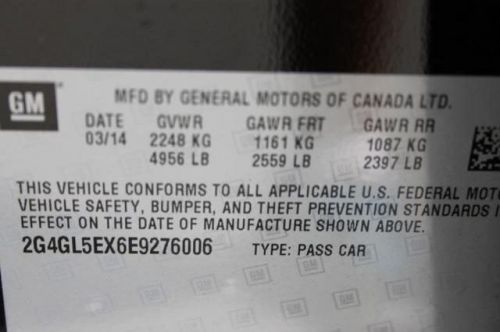 GM
MFD BY GENERAL MOTORS OF CANADA LTD.
DATE GVWR GAWR FRT GAWR RR
03/14 2248 KG 1161 KG 1087 KG
4956 LB 2559 LB 2397 LB
THIS VEHICLE CONFORMS TO ALL APPLICABLE U.S. FEDERAL MOT
VEHICLE SAFETY, BUMPER, AND THEFT PREVENTION STANDARDS I
EFFECT ON THE DATE OF MANUFACTURE SHOWN ABOVE.
2G4GL5EX6E9276006 TYPE: PASS CAR